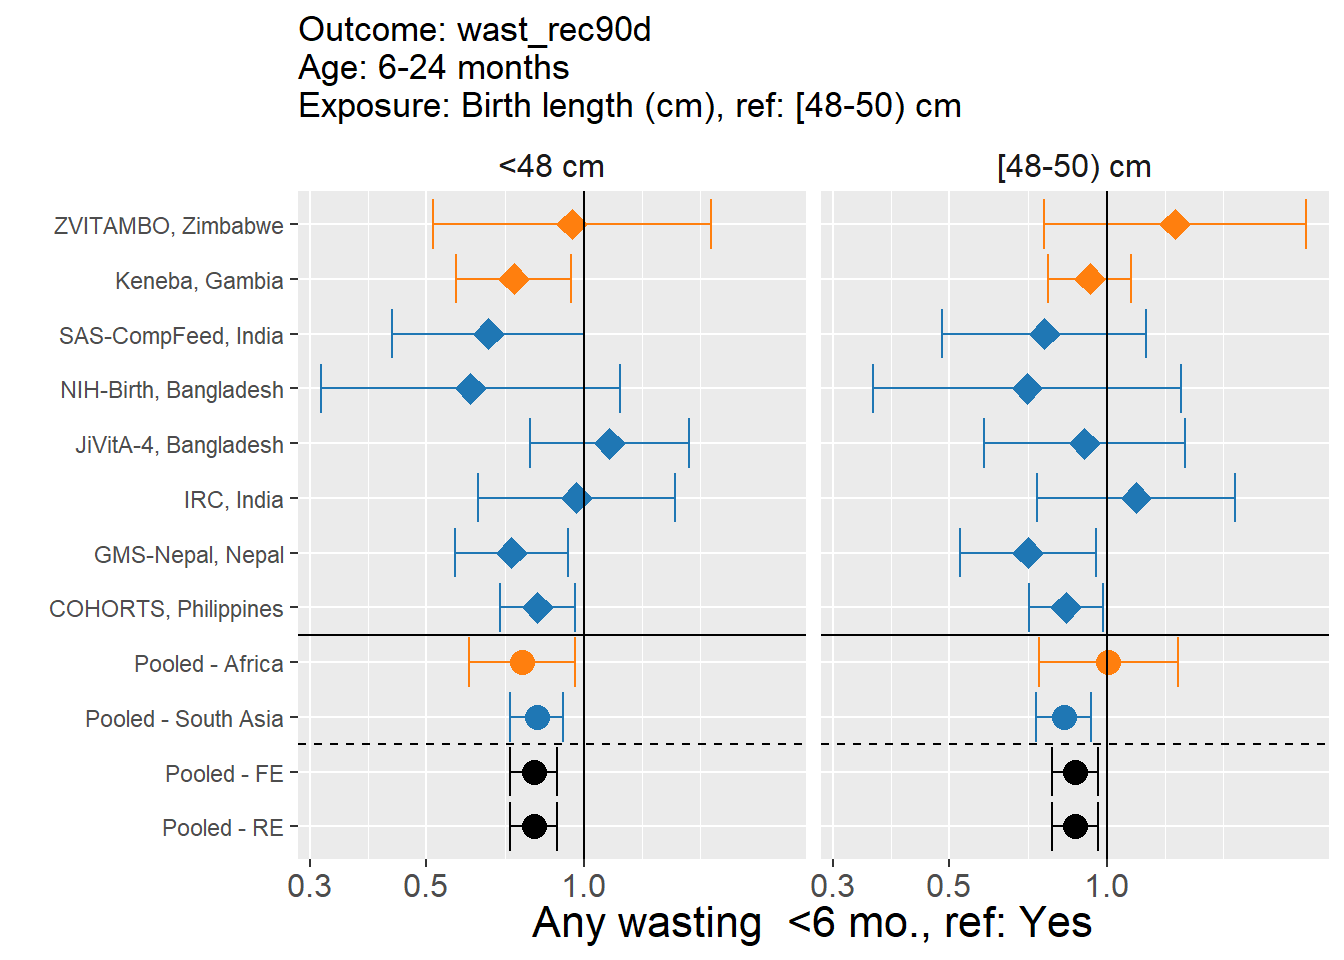 Outcome: wast_rec90d
Age: 6-24 months
Exposure: Birth length (cm), ref: [48-50) cm
<48 cm
[48-50) cm
ZVITAMBO, Zimbabwe
Keneba, Gambia
SAS-CompFeed, India
NIH-Birth, Bangladesh
JiVitA-4, Bangladesh
IRC, India
GMS-Nepal, Nepal
COHORTS, Philippines
Pooled - Africa
Pooled - South Asia
Pooled - FE
Pooled - RE
0.3 0.5 1.0 0.3 0.5 1.0
Any wasting  <6 mo., ref: Yes